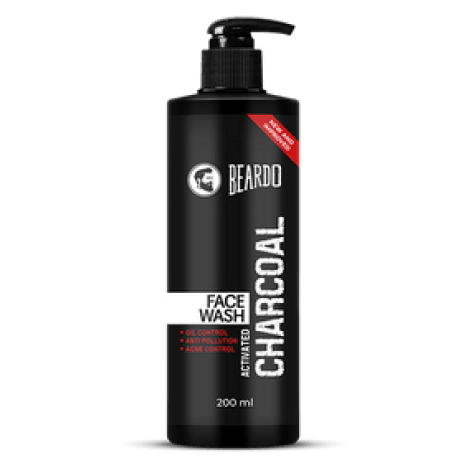 NEW AND
IMPROVED
BEARDO
FACE
WASH
• OIL CONTROL
• ANTI POLLUTION
• ACNE CONTROL
ACTIVATED
CHARCOAL
200 ml